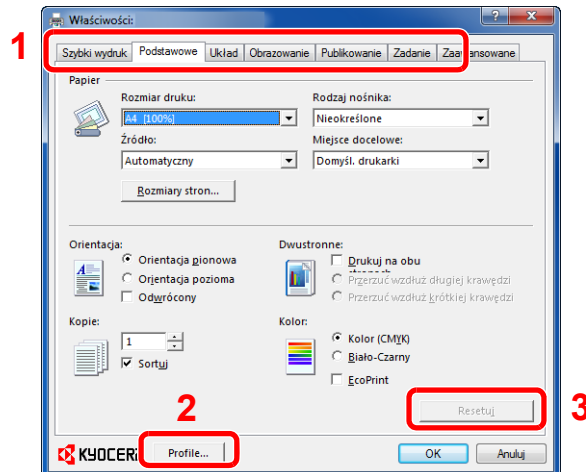 Właściwości:
1
Szybki wydruk Podstawowe Układ Obrazowanie Publikowanie Zadanie Zaawansowane
Papier
Rozmiar druku: Rodzaj nośnika:
A4 [100%] Nieokreślone
Źródło: Miejsce docelowe:
Automatyczny Domyśl. drukarki
Rozmiary stron...
Orientacja: Dwustronne:
Orientacja pionowa Drukuj na obu
Orientacja pozioma Przerzuć wzdłuż długiej krawędzi
Odwrócony Przerzuć wzdłuż krótkiej krawędzi
Kopie: Kolor:
1 Kolor (CMYK)
Sortuj Biało-Czarny
EcoPrint
2 3
Resetuj
KYOCER Profile... OK Anuluj